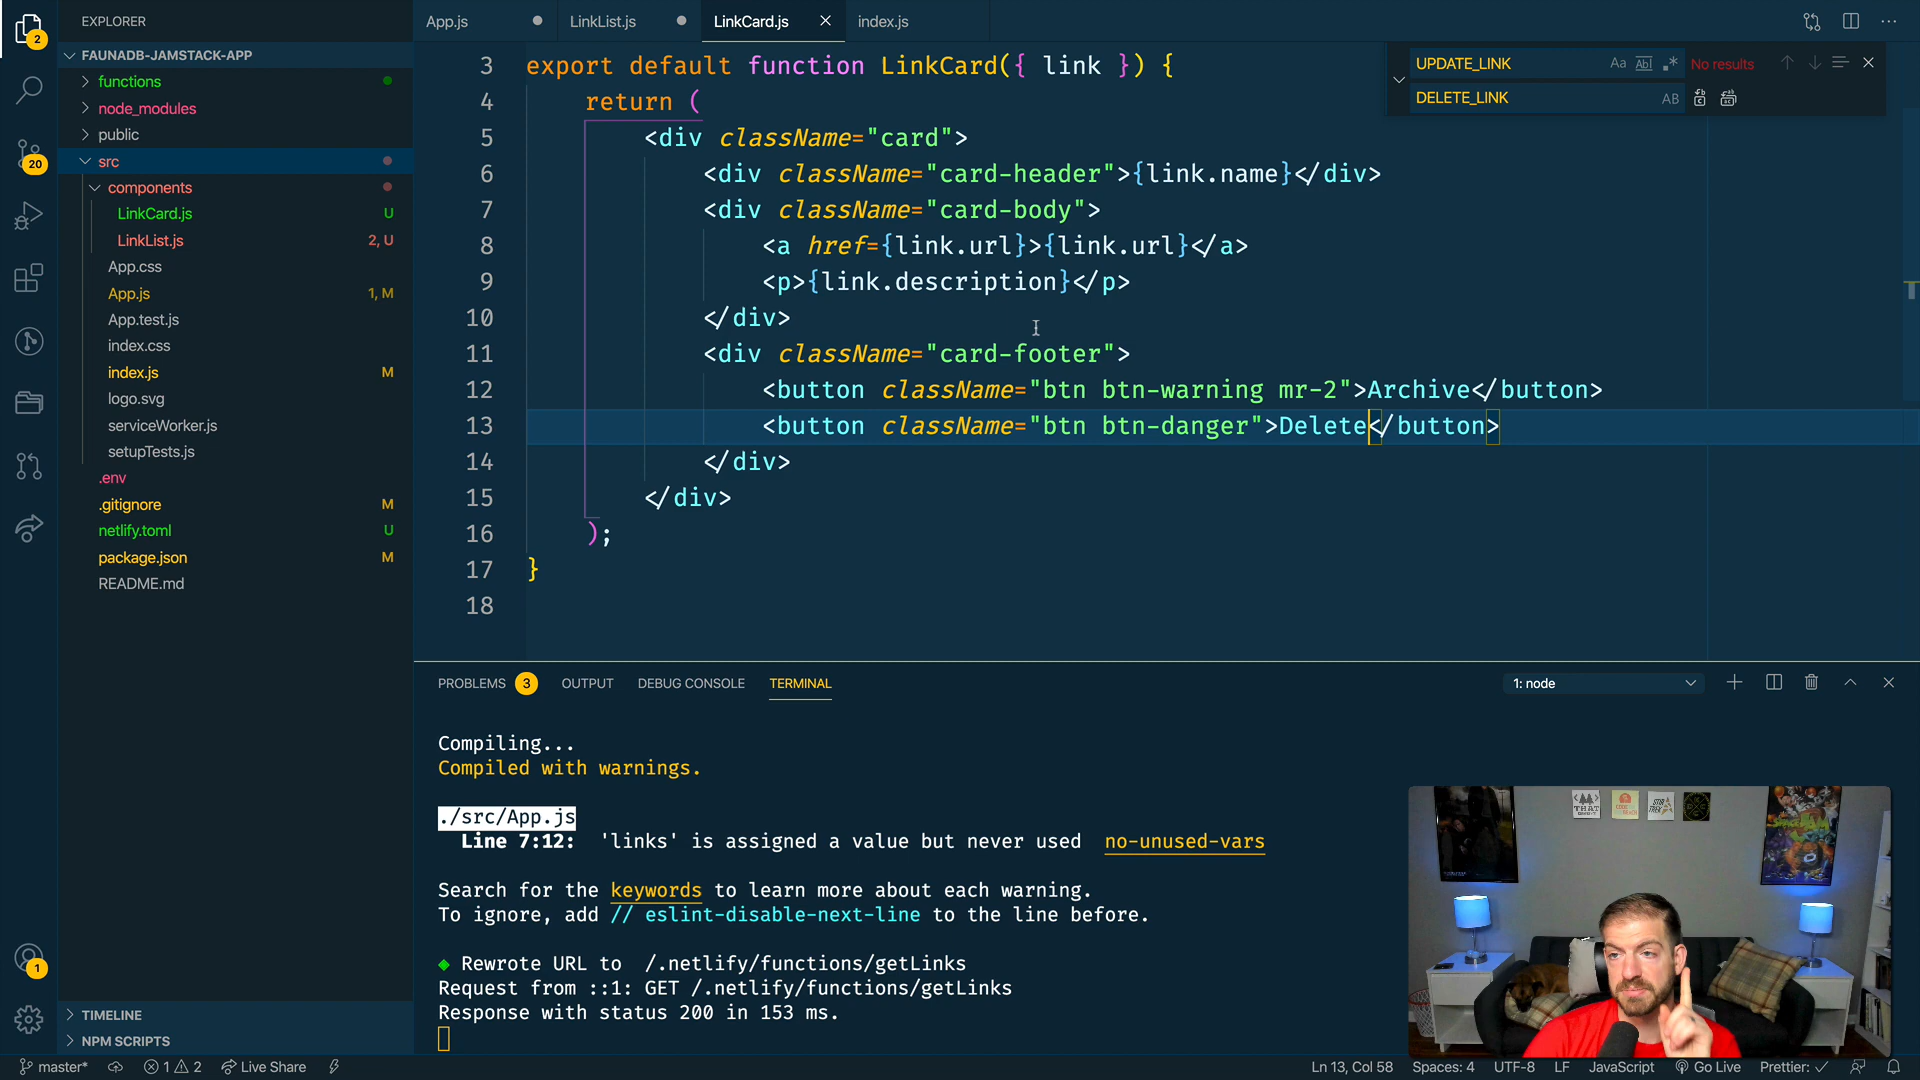 EXPLORER
FAUNADB-JAMSTACK-APP
functions
node_modules
public
src
components
LinkCard.js U
LinkList.js 2, U
App.css
App.js 1, M
App.test.js
index.css
index.js M
logo.svg
serviceWorker.js
setupTests.js
.env
.gitignore M
netlify.toml U
package.json M
README.md
TIMELINE
NPM SCRIPTS
2
20
1
App.js LinkList.js LinkCard.js index.js
UPDATE_LINK Aa Abl .* No results
DELETE_LINK AB
3 export default function LinkCard({ link }) {
4 return (
5 <div className="card">
6 <div className="card-header">{link.name}</div>
7 <div className="card-body">
8 <a href={link.url}>{link.url}</a>
9 <p>{link.description}</p>
10 </div>
11 <div className="card-footer">
12 <button className="btn btn-warning mr-2">Archive</button>
13 <button className="btn btn-danger">Delete</button>
14 </div>
15 </div>
16 );
17 }
18
PROBLEMS 3 OUTPUT DEBUG CONSOLE TERMINAL 1: node
Compiling...
Compiled with warnings.
./src/App.js
Line 7:12: 'links' is assigned a value but never used no-unused-vars
Search for the keywords to learn more about each warning.
To ignore, add // eslint-disable-next-line to the line before.
◆ Rewrote URL to /.netlify/functions/getLinks
Request from ::1: GET /.netlify/functions/getLinks
Response with status 200 in 153 ms.
THAT
STIR TREK
master* 1 2 Live Share Ln 13, Col 58 Spaces: 4 UTF-8 LF JavaScript Go Live Prettier: ✓